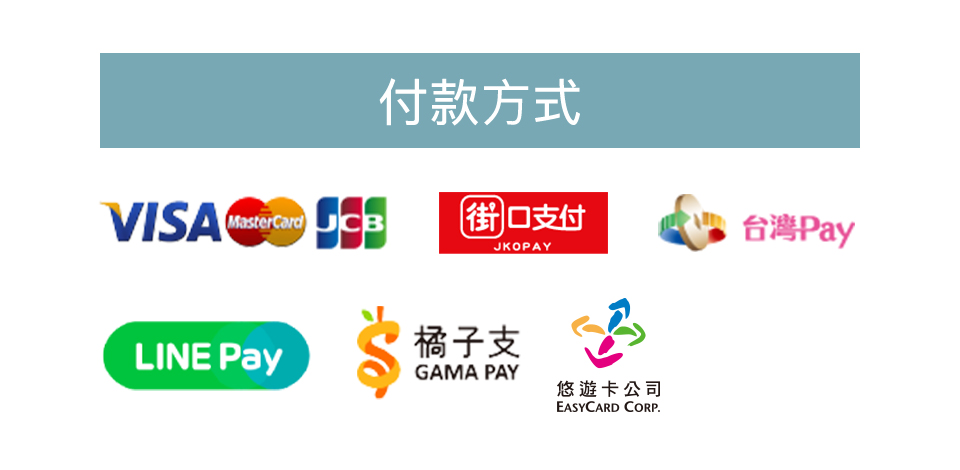 付款方式
VISA MasterCard JCB
街口支付
JKOPAY
台灣Pay
LINE Pay
橘子支
GAMA PAY
悠遊卡公司
EASYCARD CORP.